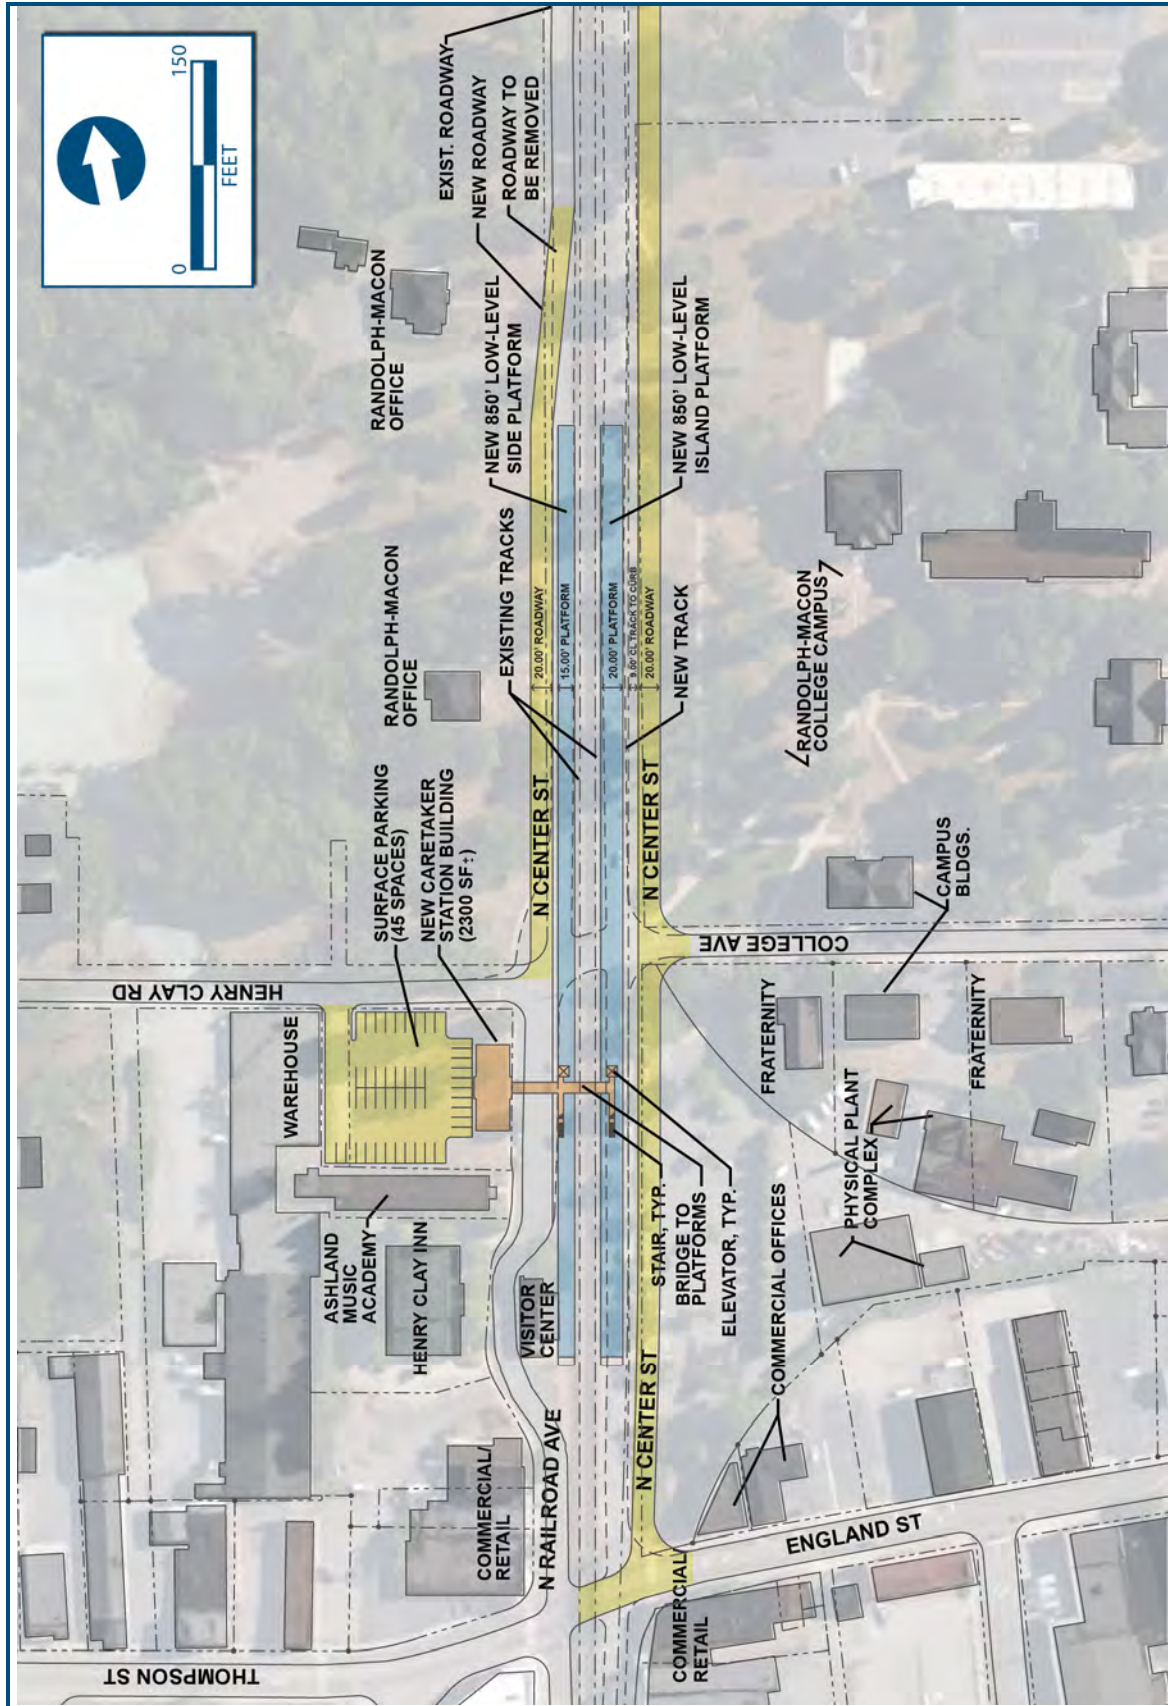 0
150
FEET
EXIST. ROADWAY
NEW ROADWAY
ROADWAY TO
BE REMOVED
RANDOLPH-MACON
OFFICE
NEW 850' LOW-LEVEL
SIDE PLATFORM
NEW 850' LOW-LEVEL
ISLAND PLATFORM
EXISTING TRACKS
RANDOLPH-MACON
OFFICE
20.00' ROADWAY
15.00' PLATFORM
20.00' PLATFORM
9.00' CL TRACK TO CURB
20.00' ROADWAY
NEW TRACK
RANDOLPH-MACON
COLLEGE CAMPUS
SURFACE PARKING
(45 SPACES)
NEW CARETAKER
STATION BUILDING
(2300 SF±)
N CENTER ST
N CENTER ST
CAMPUS
BLDGS.
COLLEGE AVE
HENRY CLAY RD
WAREHOUSE
FRATERNITY
FRATERNITY
PHYSICAL PLANT
COMPLEX
ASHLAND
MUSIC
ACADEMY
HENRY CLAY INN
VISITOR
CENTER
STAIR, TYP.
BRIDGE TO
PLATFORMS
ELEVATOR, TYP.
COMMERCIAL OFFICES
N CENTER ST
N RAILROAD AVE
COMMERCIAL/
RETAIL
ENGLAND ST
COMMERCIAL/
RETAIL
THOMPSON ST